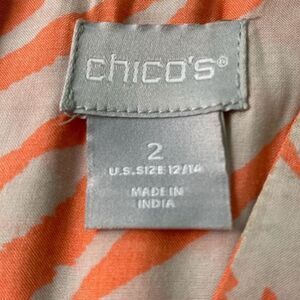 chico's®
2
U.S. SIZE 12/14
MADE IN
INDIA